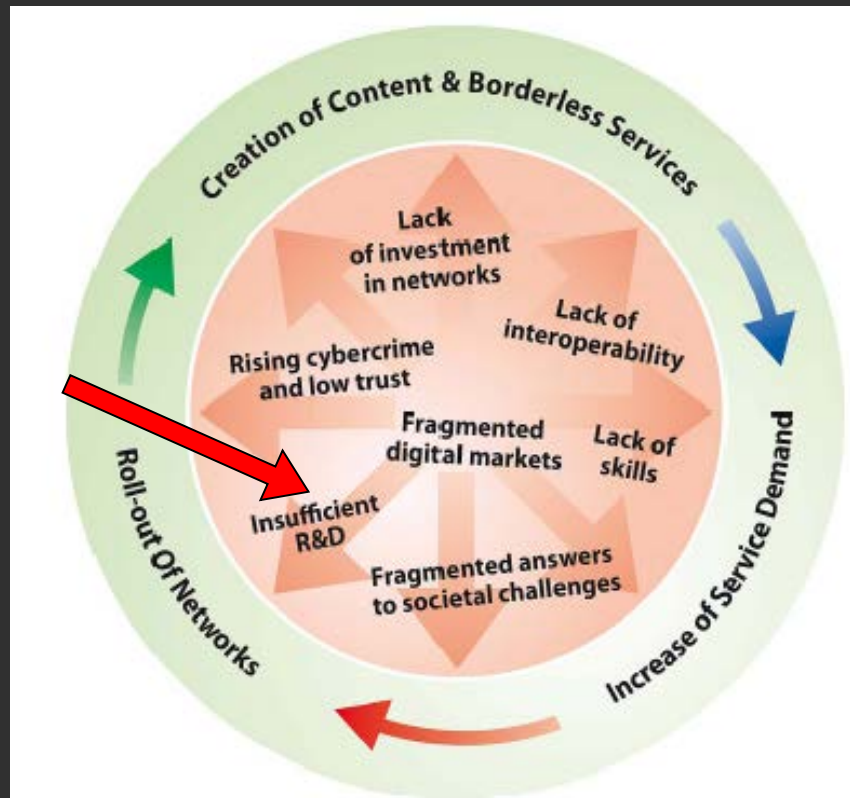 Creation of Content & Borderless Services
Lack
of investment
in networks
Lack of
interoperability
Rising cybercrime
and low trust
Fragmented
digital markets
Lack of
skills
Insufficient
R&D
Fragmented answers
to societal challenges
Increase of Service Demand
Roll-out Of Networks